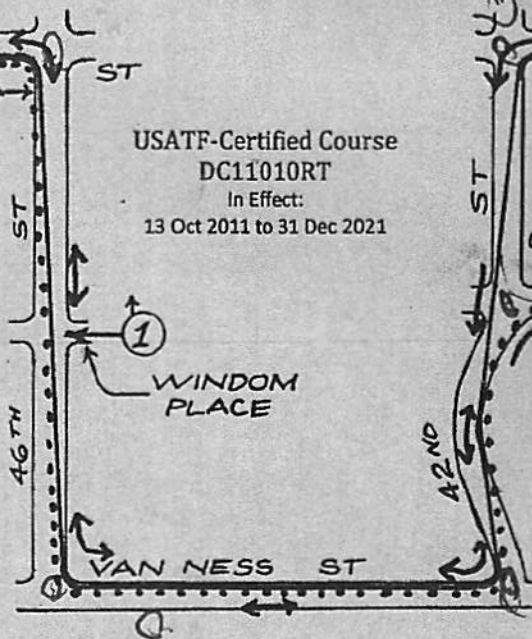 ST
USATF-Certified Course
DC11010RT
In Effect:
13 Oct 2011 to 31 Dec 2021
ST
ST
1
WINDOM
PLACE
46TH
42ND
VAN NESS ST